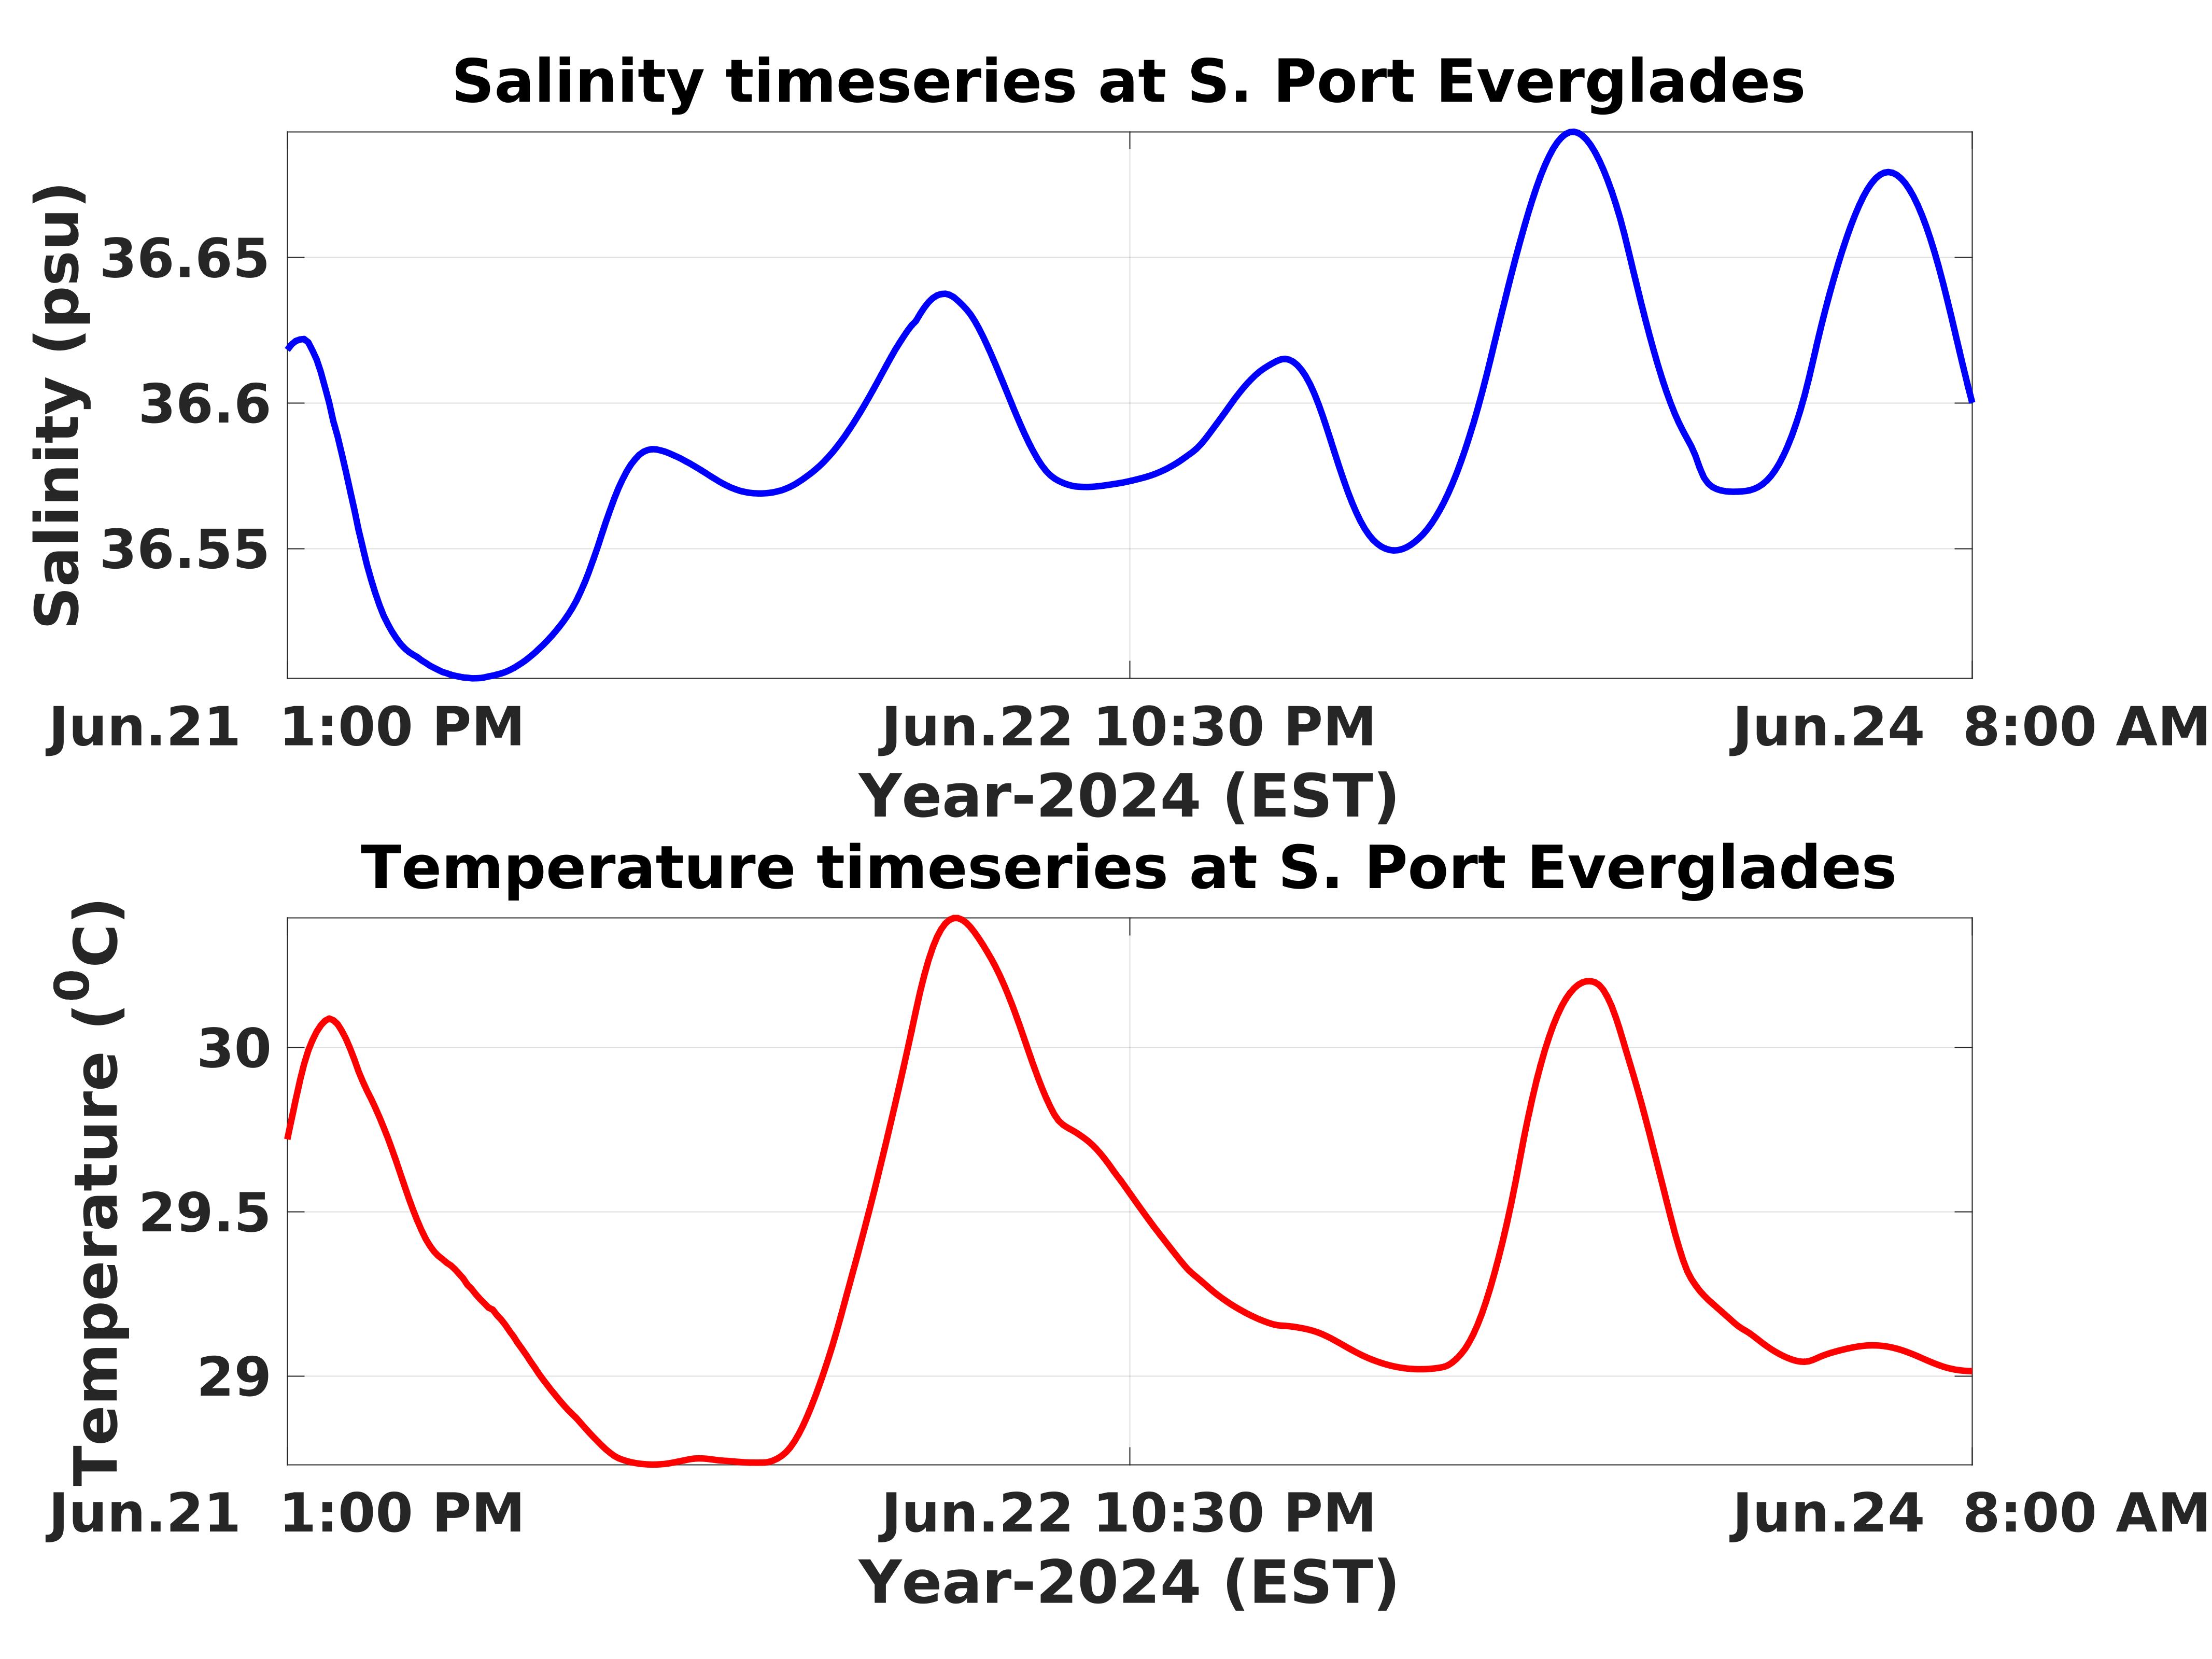 Salinity timeseries at S. Port Everglades
Salinity (psu)
36.65
36.6
36.55
Jun.21  1:00 PM Jun.22 10:30 PM Jun.24  8:00 AM
Year-2024 (EST)
Temperature timeseries at S. Port Everglades
Temperature (⁰C)
30
29.5
29
Jun.21  1:00 PM Jun.22 10:30 PM Jun.24  8:00 AM
Year-2024 (EST)